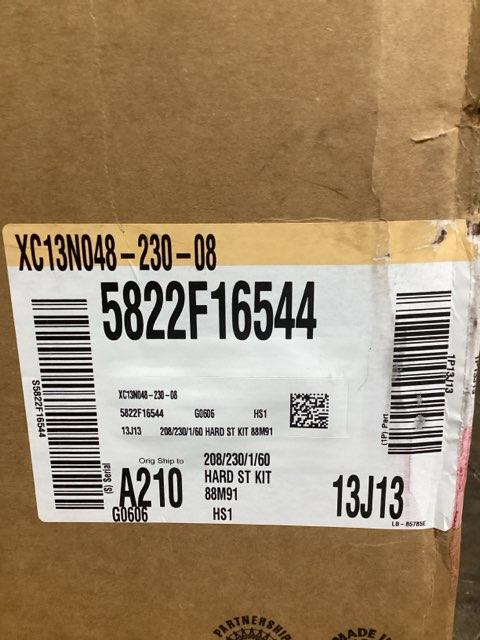 XC13N048-230-08
5822F16544
XC13N048-230-08
5822F16544 G0606 HS1
13J13 208/230/1/60 HARD ST KIT 88M91
S5822F16544
(S) Serial
1P13J13
(1P) Part
Orig Ship to
A210
G0606
208/230/1/60
HARD ST KIT
88M91
HS1
13J13
LB-85785E
PARTNERSHIP
MADE IN